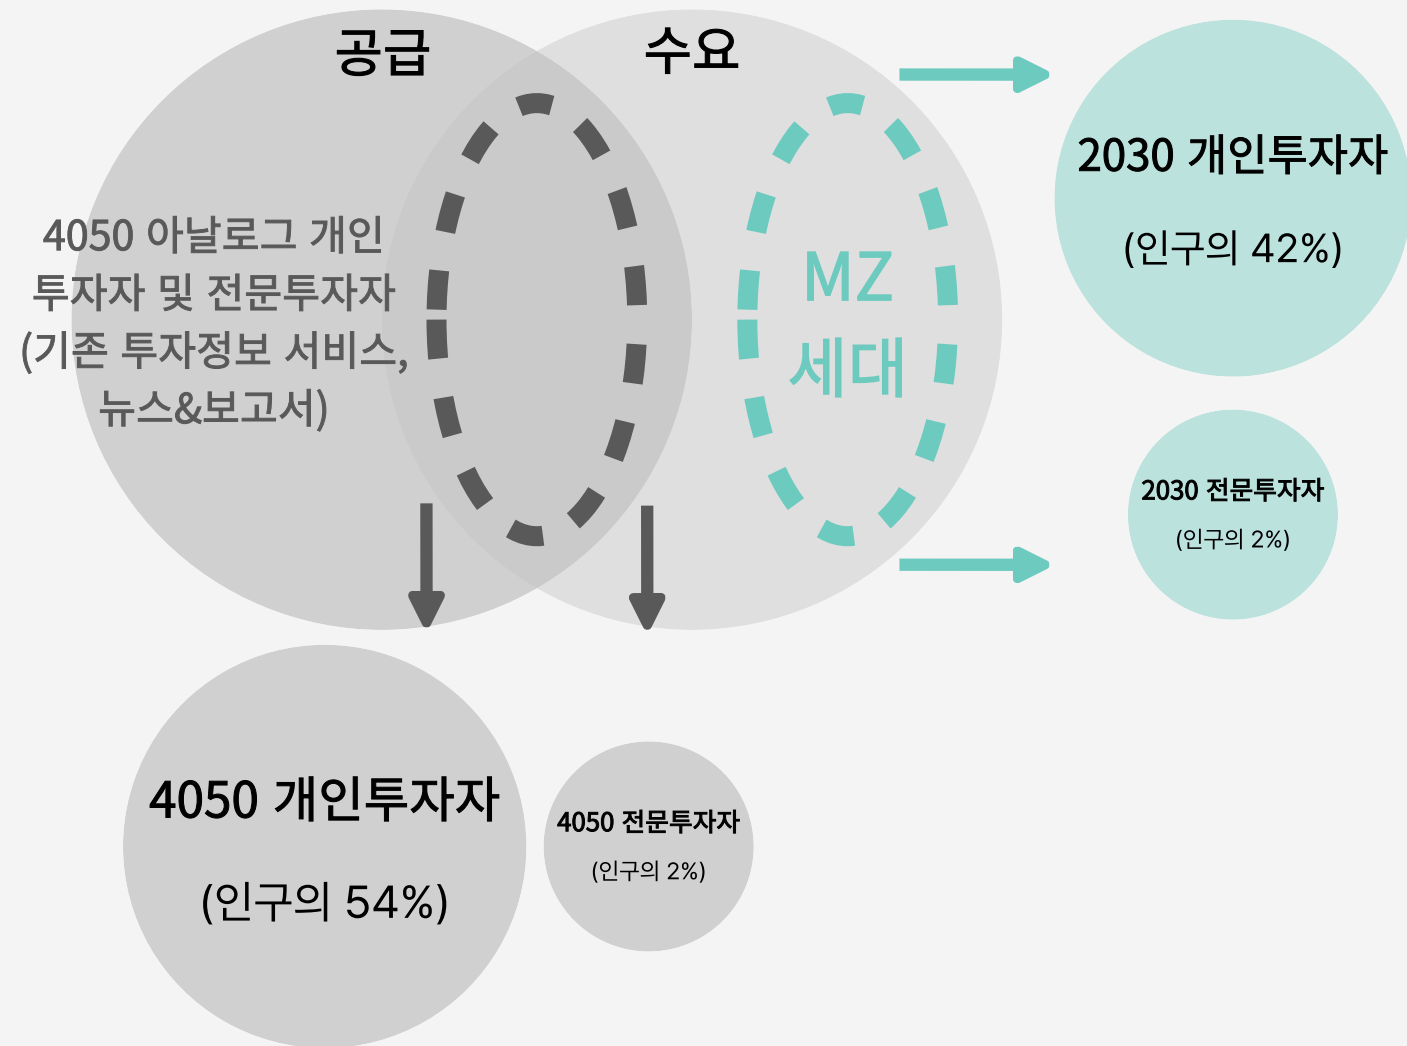 공급
수요
4050 아날로그 개인
투자자 및 전문투자자
(기존 투자정보 서비스,
뉴스&보고서)
MZ
세대
2030 개인투자자
(인구의 42%)
2030 전문투자자
(인구의 2%)
4050 개인투자자
(인구의 54%)
4050 전문투자자
(인구의 2%)